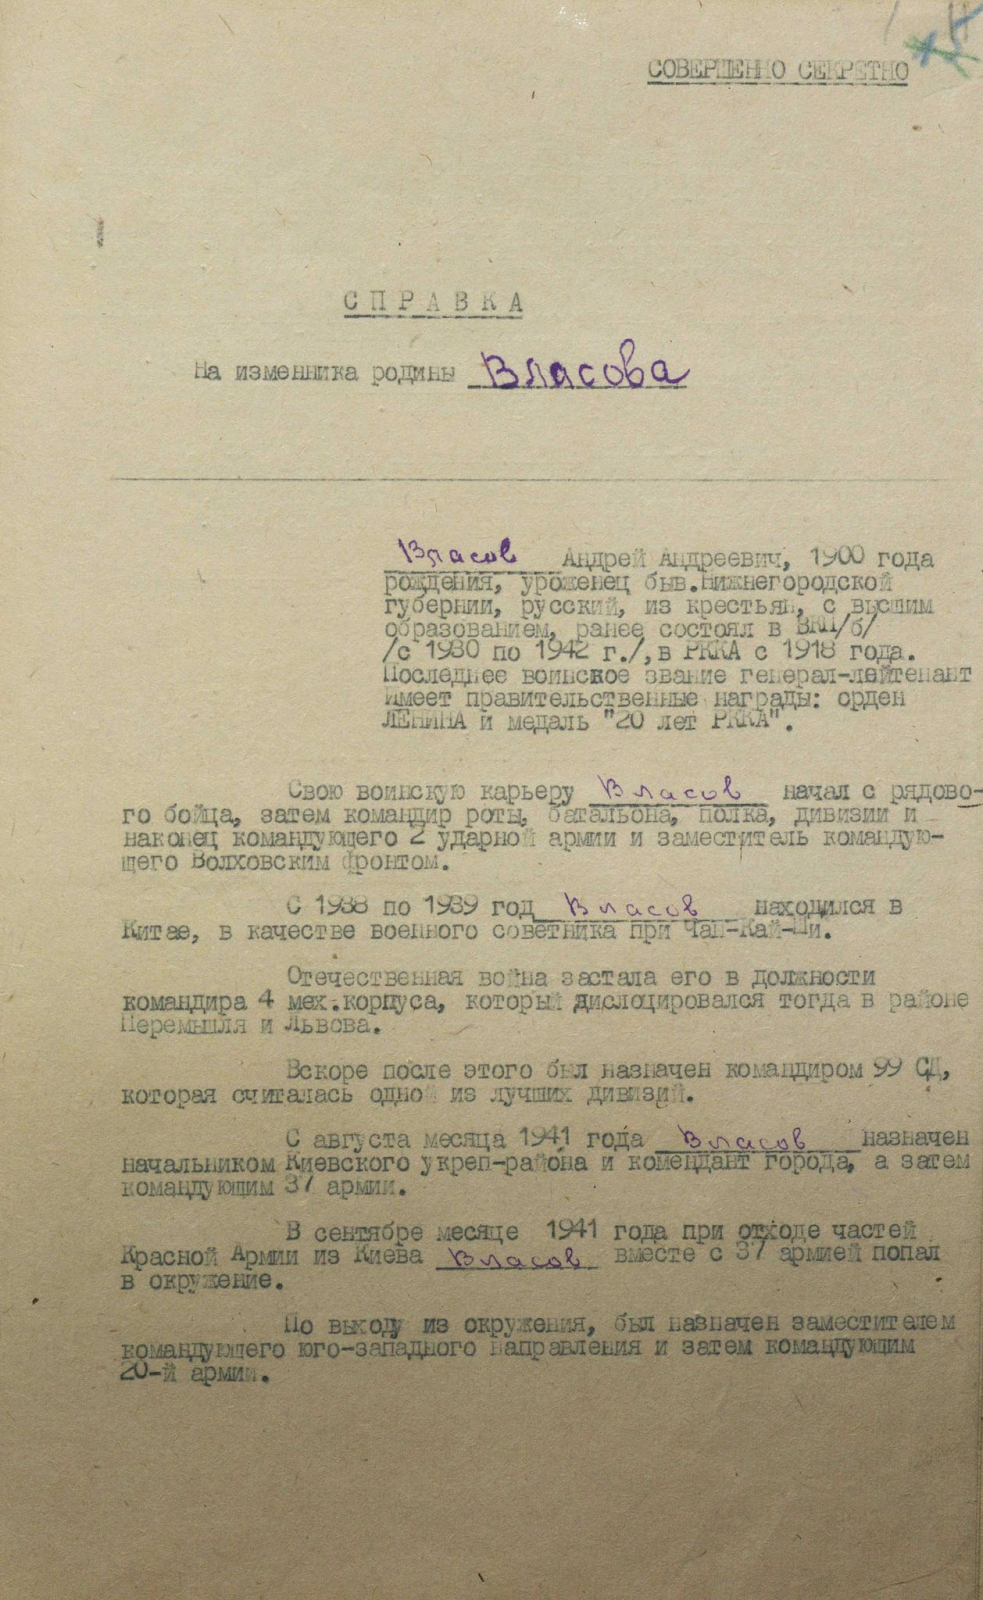 СОВЕРШЕННО СЕКРЕТНО
СПРАВКА
На изменника родины Власова
Власов Андрей Андреевич, 1900 года
рождения, уроженец быв.Нижнегородской
губернии, русский, из крестьян, с высшим
образованием, ранее состоял в ВКП/б/
/с 1930 по 1942 г./, в РККА с 1918 года.
Последнее воинское звание генерал-лейтенант
имеет правительственные награды: орден
ЛЕНИНА и медаль "20 лет РККА".
Свою воинскую карьеру Власов начал с рядово-
го бойца, затем командир роты, батальона, полка, дивизии и
наконец командующего 2 ударной армии и заместитель командую-
щего Волховским фронтом.
С 1938 по 1939 год Власов находился в
Китае, в качестве военного советника при Чан-Кай-Ши.
Отечественная война застала его в должности
командира 4 мех.корпуса, который дислоцировался тогда в районе
Перемышля и Львова.
Вскоре после этого был назначен командиром 99 СД,
которая считалась одной из лучших дивизий.
С августа месяца 1941 года Власов назначен
начальником Киевского укреп-района и комендант города, а затем
командующим 37 армии.
В сентябре месяце 1941 года при отходе частей
Красной Армии из Киева Власов вместе с 37 армией попал
в окружение.
По выходу из окружения, был назначен заместителем
командующего юго-западного направления и затем командующим
20-й армии.